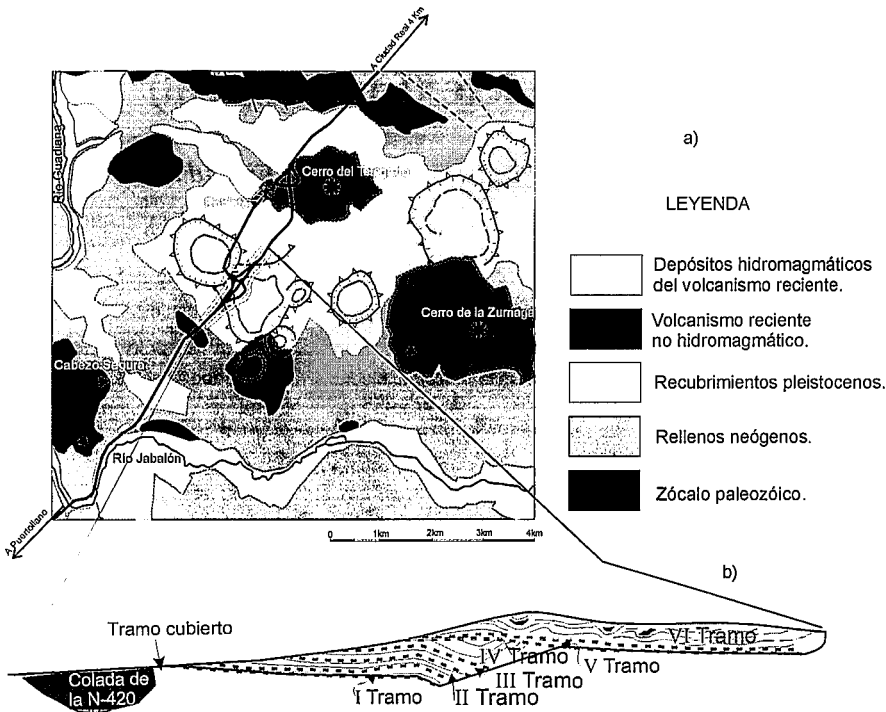 A Ciudad Real 4 Km
a)
Río Guadiana
Cerro del
LEYENDA
Depósitos hidromagmáticos
del volcanismo reciente.
Cerro de la Zurriaga
Volcanismo reciente
no hidromagmático.
Cabezo Segura
Recubrimientos pleistocenos.
Rellenos neógenos.
Río Jabalón
Zócalo paleozóico.
A Puertollano
0 1km 2km 3km 4km
b)
Tramo cubierto
VI Tramo
IV Tramo
V Tramo
Colada de
la N-420
III Tramo
I Tramo
II Tramo